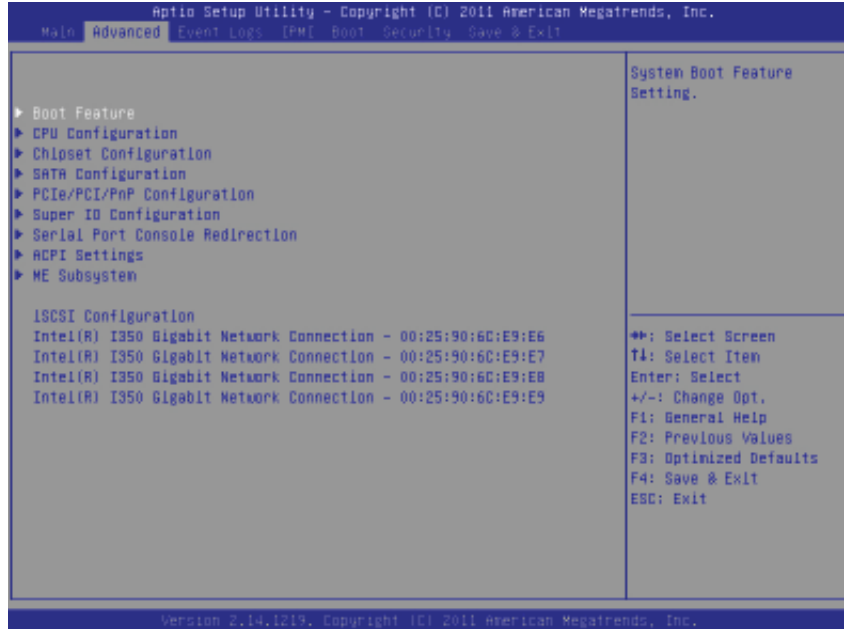 Aptio Setup Utility - Copyright (C) 2011 American Megatrends, Inc.
Main Advanced Event Logs IPMI Boot Security Save & Exit
System Boot Feature
Setting.
Boot Feature
CPU Configuration
Chipset Configuration
SATA Configuration
PCIe/PCI/PnP Configuration
Super IO Configuration
Serial Port Console Redirection
ACPI Settings
ME Subsystem
iSCSI Configuration
Intel(R) I350 Gigabit Network Connection - 00:25:90:6C:E9:E6
Intel(R) I350 Gigabit Network Connection - 00:25:90:6C:E9:E7
Intel(R) I350 Gigabit Network Connection - 00:25:90:6C:E9:E8
Intel(R) I350 Gigabit Network Connection - 00:25:90:6C:E9:E9
→←: Select Screen
↑↓: Select Item
Enter: Select
+/-: Change Opt.
F1: General Help
F2: Previous Values
F3: Optimized Defaults
F4: Save & Exit
ESC: Exit
Version 2.14.1219. Copyright (C) 2011 American Megatrends, Inc.